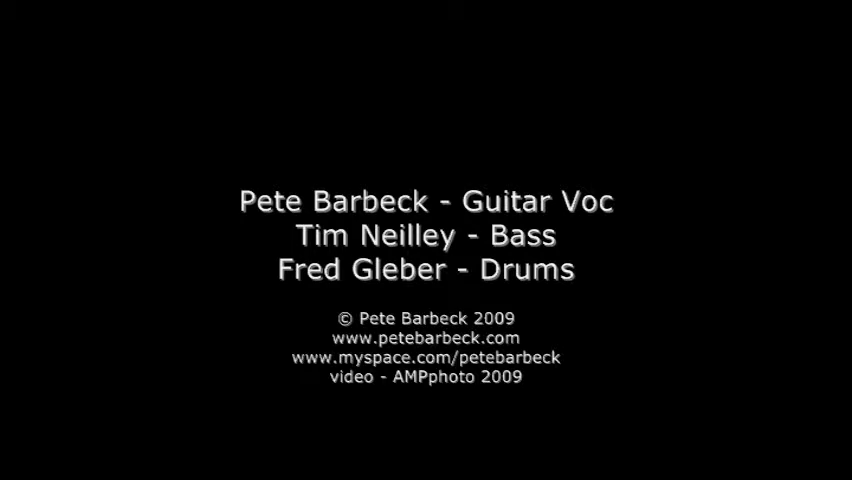 Pete Barbeck - Guitar Voc
Tim Neilley - Bass
Fred Gleber - Drums
© Pete Barbeck 2009
www.petebarbeck.com
www.myspace.com/petebarbeck
video - AMPphoto 2009